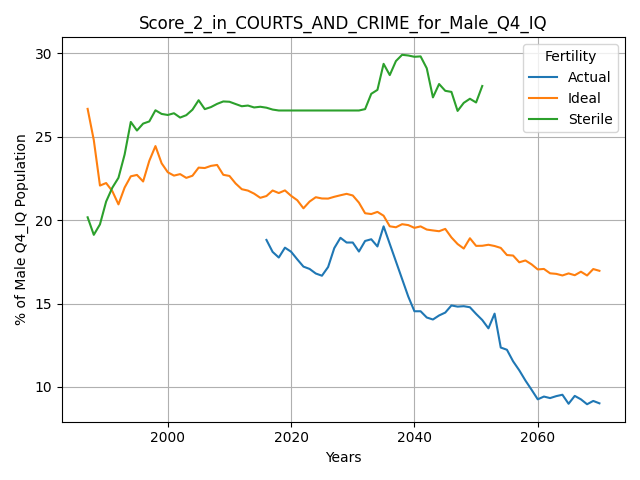 Score_2_in_COURTS_AND_CRIME_for_Male_Q4_IQ
Fertility
Actual
Ideal
Sterile
% of Male Q4_IQ Population
30
25
20
15
10
2000
2020
2040
2060
Years